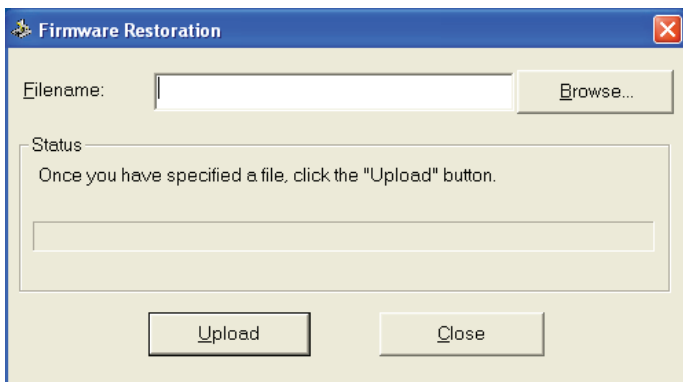 Firmware Restoration
Filename:
Browse...
Status
Once you have specified a file, click the "Upload" button.
Upload
Close